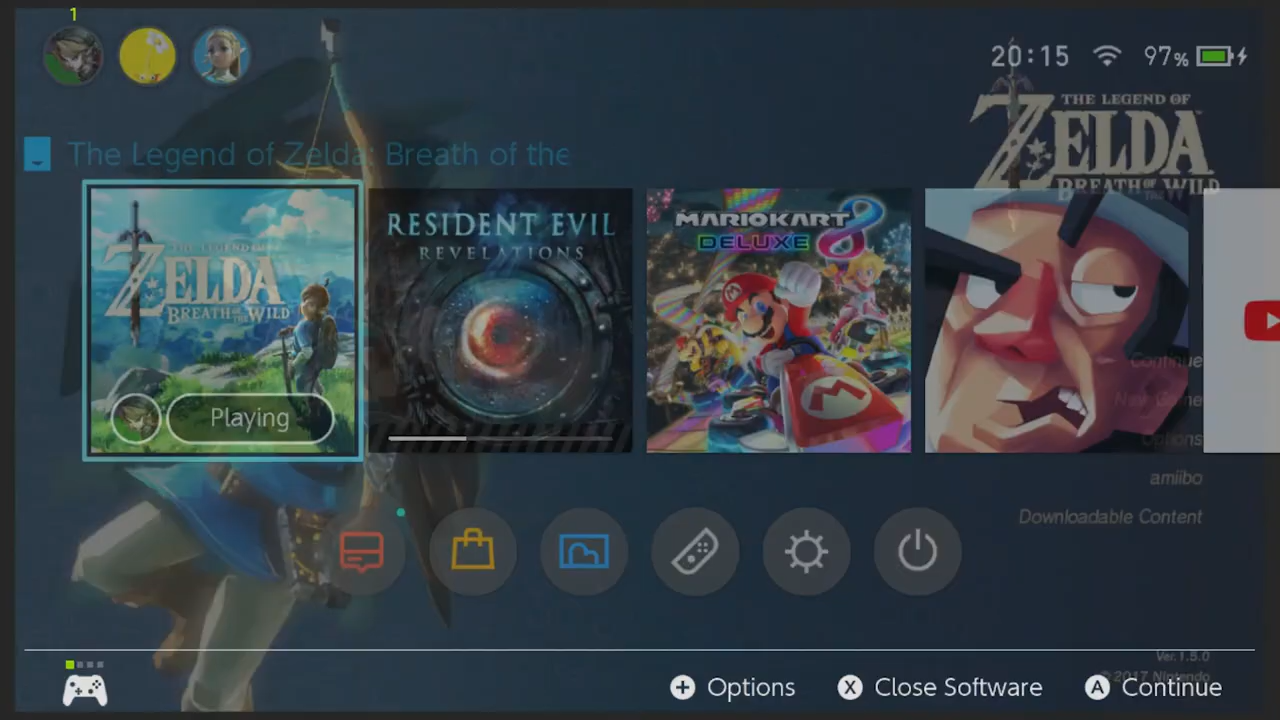 1
20:15 97%
THE LEGEND OF
ZELDA
BREATH OF THE WILD
The Legend of Zelda: Breath of the
THE LEGEND OF
ZELDA
BREATH OF THE WILD
Playing
RESIDENT EVIL
REVELATIONS
MARIOKART 8
DELUXE
M
Continue
New Game
Options
amiibo
Downloadable Content
Ver. 1.5.0
© 2017 Nintendo
+ Options X Close Software A Continue